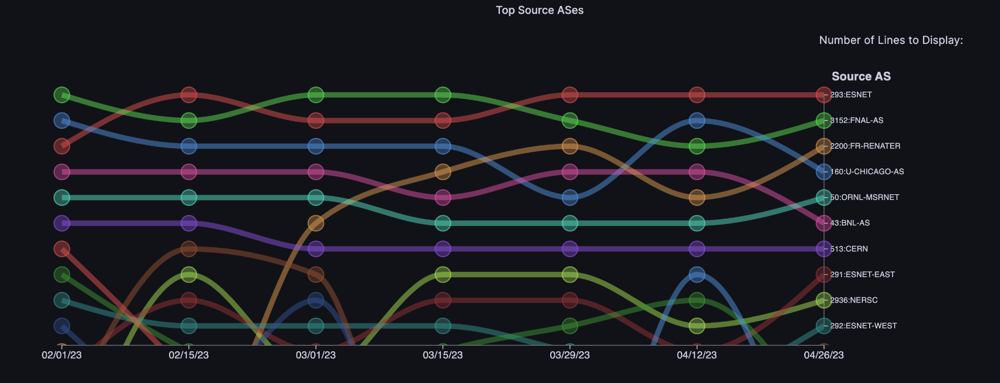 Top Source ASes
Number of Lines to Display:
Source AS
293:ESNET
3152:FNAL-AS
2200:FR-RENATER
160:U-CHICAGO-AS
50:ORNL-MSRNET
43:BNL-AS
513:CERN
291:ESNET-EAST
2936:NERSC
292:ESNET-WEST
02/01/23 02/15/23 03/01/23 03/15/23 03/29/23 04/12/23 04/26/23